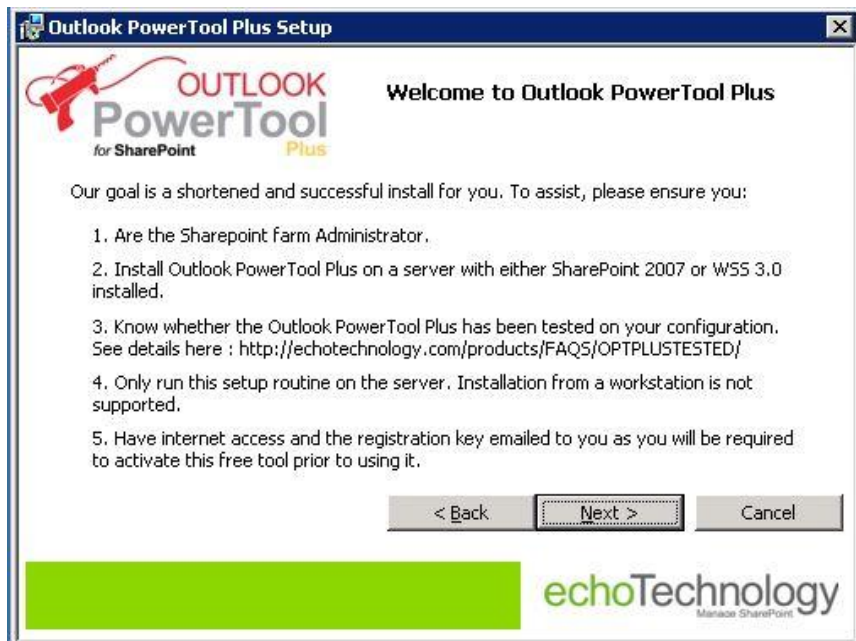 Outlook PowerTool Plus Setup
OUTLOOK
PowerTool
for SharePoint Plus
Welcome to Outlook PowerTool Plus
Our goal is a shortened and successful install for you. To assist, please ensure you:
1. Are the Sharepoint farm Administrator.
2. Install Outlook PowerTool Plus on a server with either SharePoint 2007 or WSS 3.0
installed.
3. Know whether the Outlook PowerTool Plus has been tested on your configuration.
See details here : http://echotechnology.com/products/FAQS/OPTPLUSTESTED/
4. Only run this setup routine on the server. Installation from a workstation is not
supported.
5. Have internet access and the registration key emailed to you as you will be required
to activate this free tool prior to using it.
< Back Next > Cancel
echoTechnology
Manage SharePoint